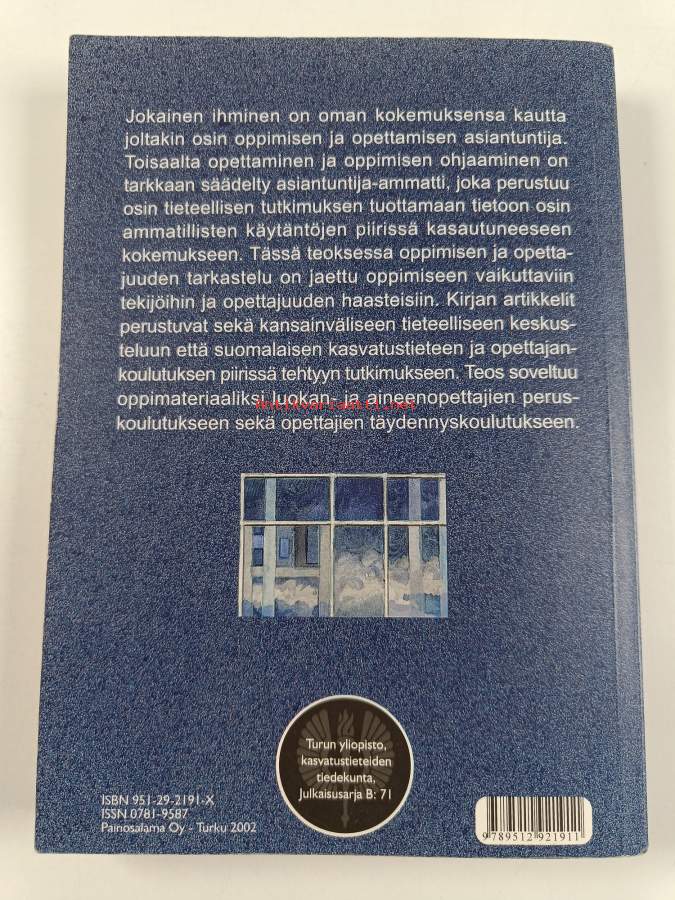 Jokainen ihminen on oman kokemuksensa kautta
joltakin osin oppimisen ja opettamisen asiantuntija.
Toisaalta opettaminen ja oppimisen ohjaaminen on
tarkkaan säädelty asiantuntija-ammatti, joka perustuu
osin tieteellisen tutkimuksen tuottamaan tietoon osin
ammatillisten käytäntöjen piirissä kasautuneeseen
kokemukseen. Tässä teoksessa oppimisen ja opetta-
juuden tarkastelu on jaettu oppimiseen vaikuttaviin
tekijöihin ja opettajuuden haasteisiin. Kirjan artikkelit
perustuvat sekä kansainväliseen tieteelliseen keskus-
teluun että suomalaisen kasvatustieteen ja opettajan-
koulutuksen piirissä tehtyyn tutkimukseen. Teos soveltuu
oppimateriaaliksi luokan- ja aineenopettajien perus-
koulutukseen sekä opettajien täydennyskoulutukseen.
antikvariaatti.net
Turun yliopisto,
kasvatustieteiden
tiedekunta,
Julkaisusarja B: 71
ISBN 951-29-2191-X
ISSN 0781-9587
Painosalama Oy - Turku 2002
9 789512 921911